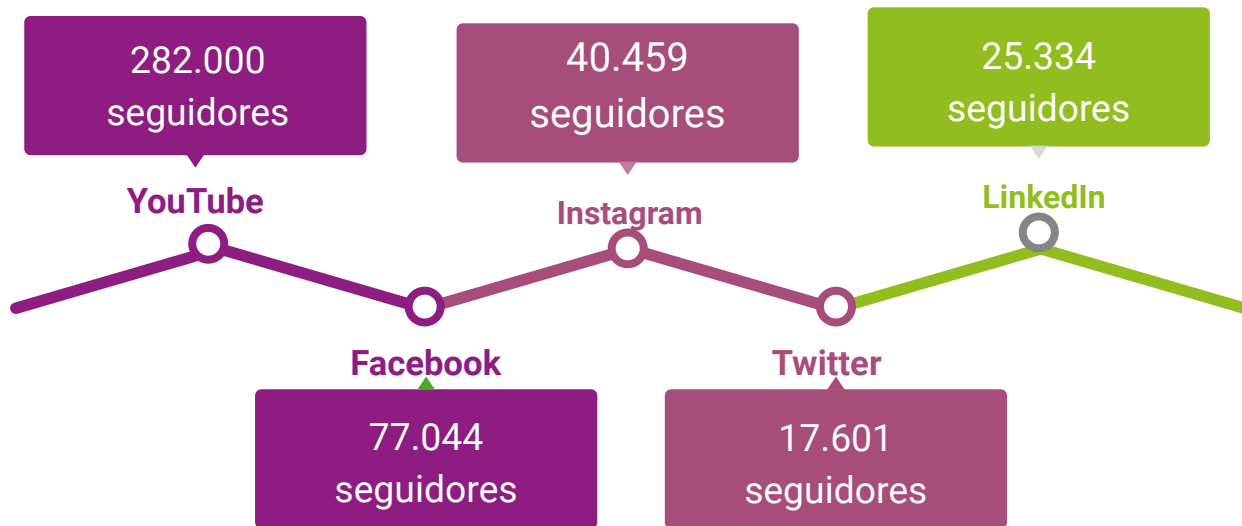 282.000
seguidores
YouTube
Facebook
77.044
seguidores
40.459
seguidores
Instagram
Twitter
17.601
seguidores
25.334
seguidores
LinkedIn